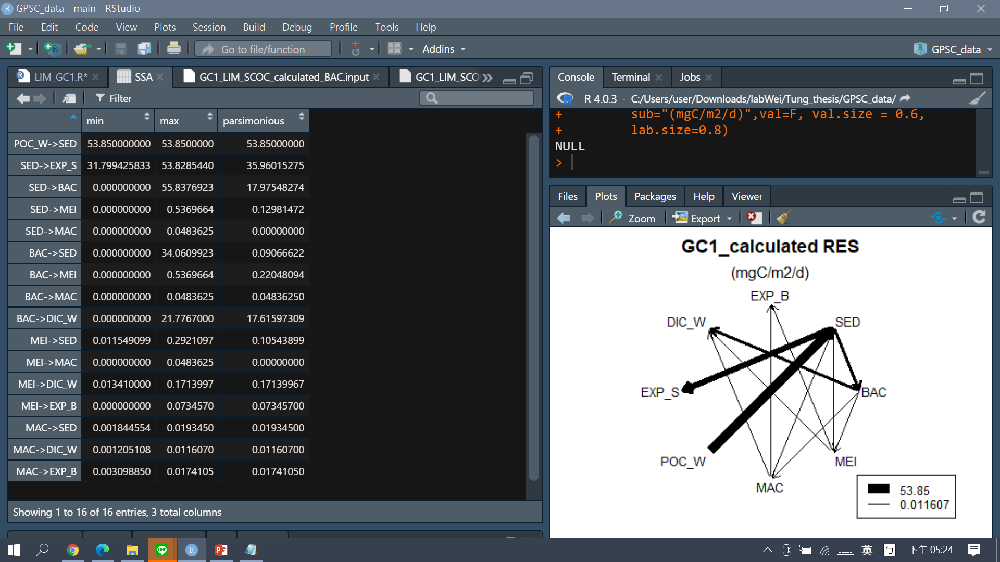 GPSC_data - main - RStudio
File Edit Code View Plots Session Build Debug Profile Tools Help
Go to file/function Addins GPSC_data
LIM_GC1.R* SSA GC1_LIM_SCOC_calculated_BAC.input GC1_LIM_SCO
Filter
min max parsimonious
POC_W->SED 53.850000000 53.8500000 53.85000000
SED->EXP_S 31.799425833 53.8285440 35.96015275
SED->BAC 0.000000000 55.8376923 17.97548274
SED->MEI 0.000000000 0.5369664 0.12981472
SED->MAC 0.000000000 0.0483625 0.00000000
BAC->SED 0.000000000 34.0609923 0.09066622
BAC->MEI 0.000000000 0.5369664 0.22048094
BAC->MAC 0.000000000 0.0483625 0.04836250
BAC->DIC_W 0.000000000 21.7767000 17.61597309
MEI->SED 0.011549099 0.2921097 0.10543899
MEI->MAC 0.000000000 0.0483625 0.00000000
MEI->DIC_W 0.013410000 0.1713997 0.17139967
MEI->EXP_B 0.000000000 0.0734570 0.07345700
MAC->SED 0.001844554 0.0193450 0.01934500
MAC->DIC_W 0.001205108 0.0116070 0.01160700
MAC->EXP_B 0.003098850 0.0174105 0.01741050
Showing 1 to 16 of 16 entries, 3 total columns
Console Terminal Jobs
R 4.0.3 · C:/Users/user/Downloads/labWei/Tung_thesis/GPSC_data/
+ sub="(mgC/m2/d)",val=F, val.size = 0.6,
+ lab.size=0.8)
NULL
>
Files Plots Packages Help Viewer
Zoom Export
GC1_calculated RES
(mgC/m2/d)
EXP_B
DIC_W SED
EXP_S BAC
POC_W MEI
MAC
53.85
0.011607
LINE
英 下午 05:24